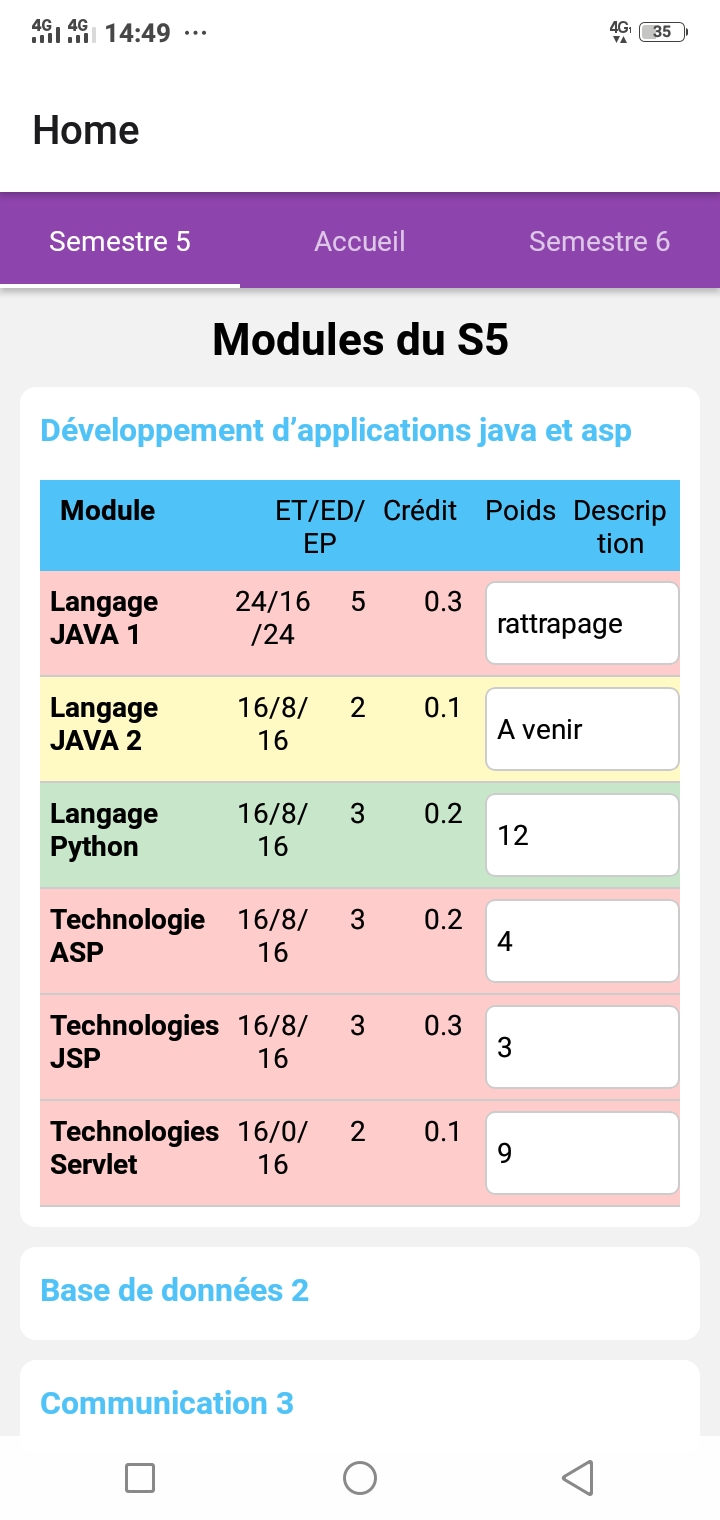 4G 4G 14:49 ... 4G 35
Home
Semestre 5 Accueil Semestre 6
Modules du S5
Développement d’applications java et asp
Module ET/ED/ Crédit Poids Descrip
EP tion
Langage 24/16 5 0.3
JAVA 1 /24 rattrapage
Langage 16/8/ 2 0.1
JAVA 2 16 A venir
Langage 16/8/ 3 0.2
Python 16 12
Technologie 16/8/ 3 0.2
ASP 16 4
Technologies 16/8/ 3 0.3
JSP 16 3
Technologies 16/0/ 2 0.1
Servlet 16 9
Base de données 2
Communication 3